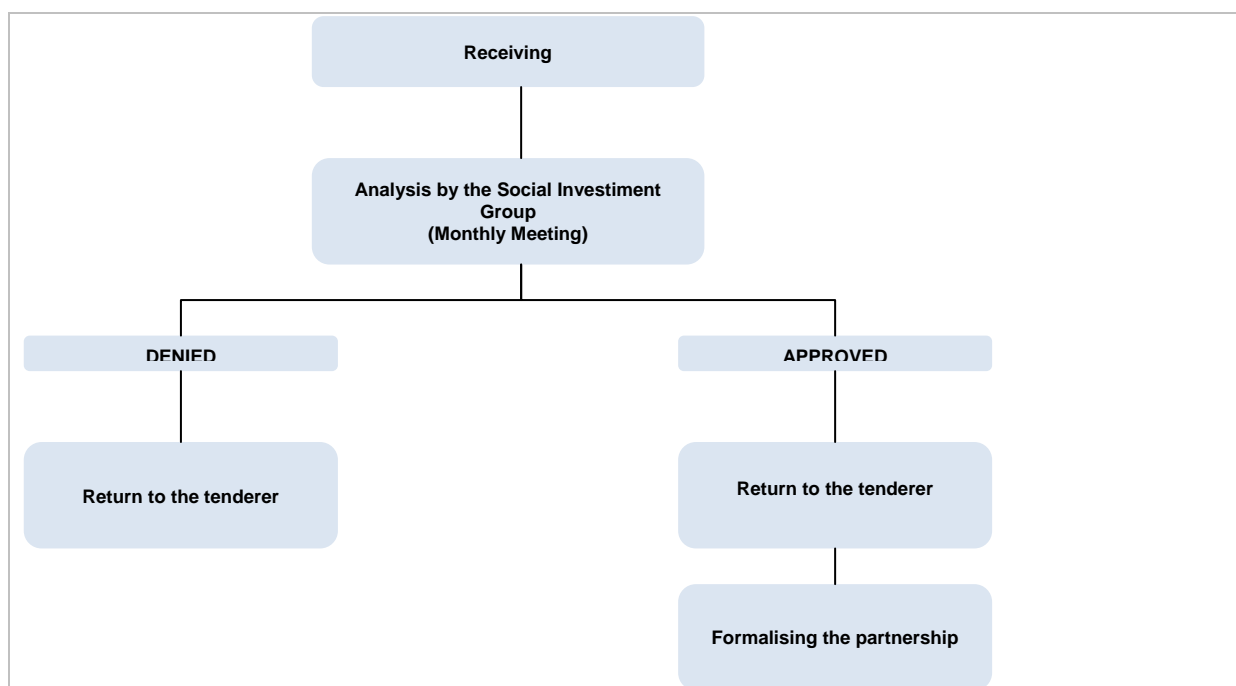 Receiving
Analysis by the Social Investiment
Group
(Monthly Meeting)
DENIED
APPROVED
Return to the tenderer
Return to the tenderer
Formalising the partnership